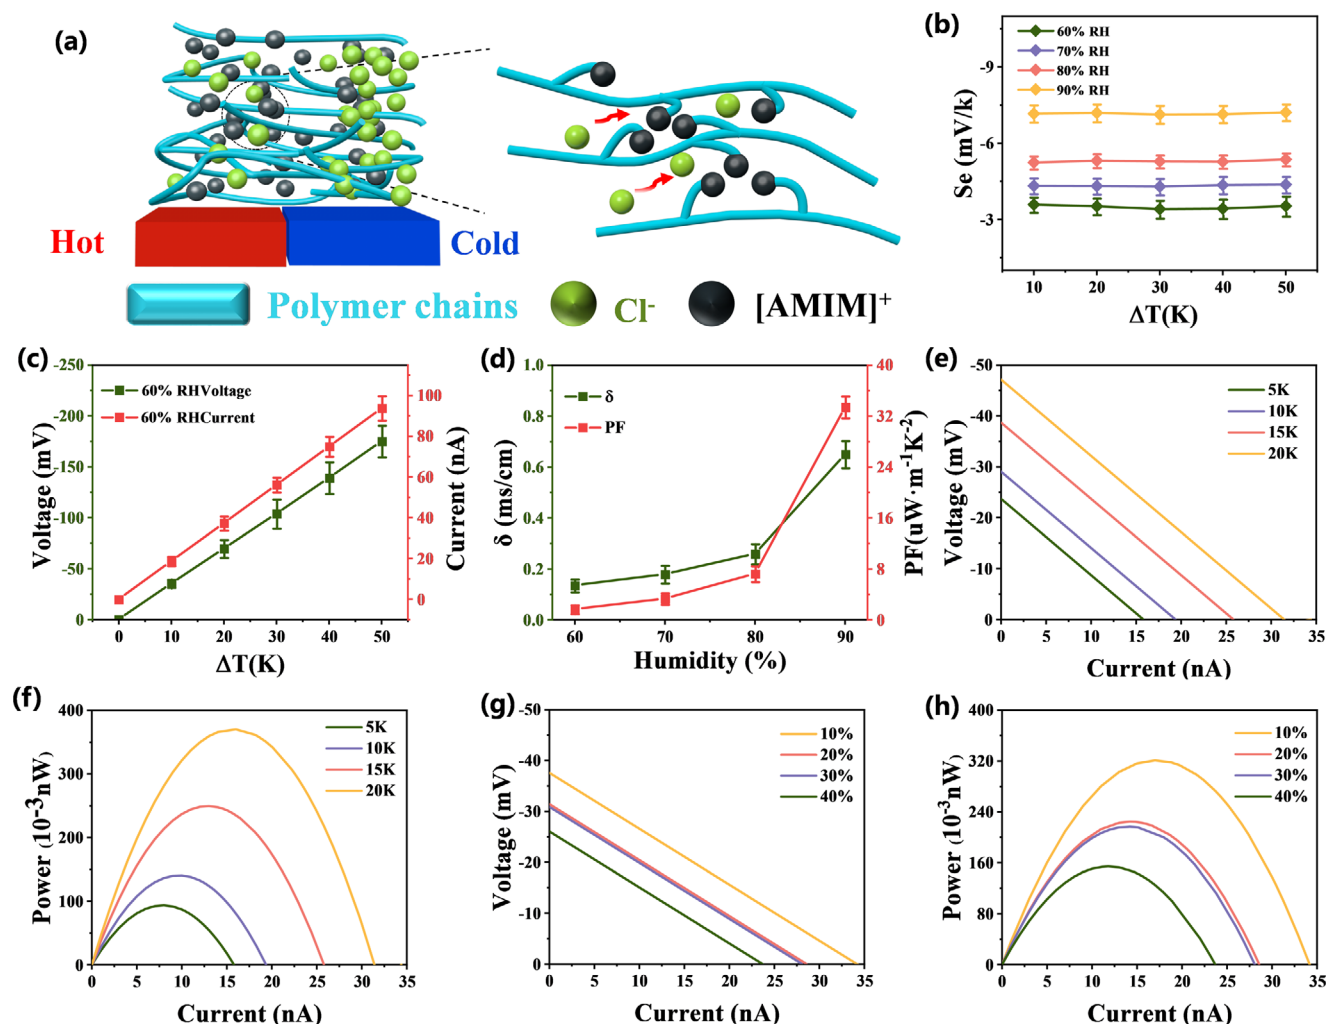 (a)
Hot
Cold
Polymer chains
Cl-
[AMIM]+
(b)
60% RH
70% RH
80% RH
90% RH
Se (mV/k)
-9
-6
-3
10 20 30 40 50
ΔT(K)
(c)
60% RHVoltage
60% RHCurrent
Voltage (mV)
-250
-200
-150
-100
-50
0
Current (nA)
100
80
60
40
20
0
0 10 20 30 40 50
ΔT(K)
(d)
δ
PF
δ (ms/cm)
1.0
0.8
0.6
0.4
0.2
0.0
PF(uW·m-1K-2)
40
32
24
16
8
0
60 70 80 90
Humidity (%)
(e)
5K
10K
15K
20K
Voltage (mV)
-50
-40
-30
-20
-10
0
0 5 10 15 20 25 30 35
Current (nA)
(f)
5K
10K
15K
20K
Power (10-3nW)
400
300
200
100
0
0 5 10 15 20 25 30 35
Current (nA)
(g)
10%
20%
30%
40%
Voltage (mV)
-50
-40
-30
-20
-10
0
0 5 10 15 20 25 30 35
Current (nA)
(h)
10%
20%
30%
40%
Power (10-3nW)
400
320
240
160
80
0
0 5 10 15 20 25 30 35
Current (nA)